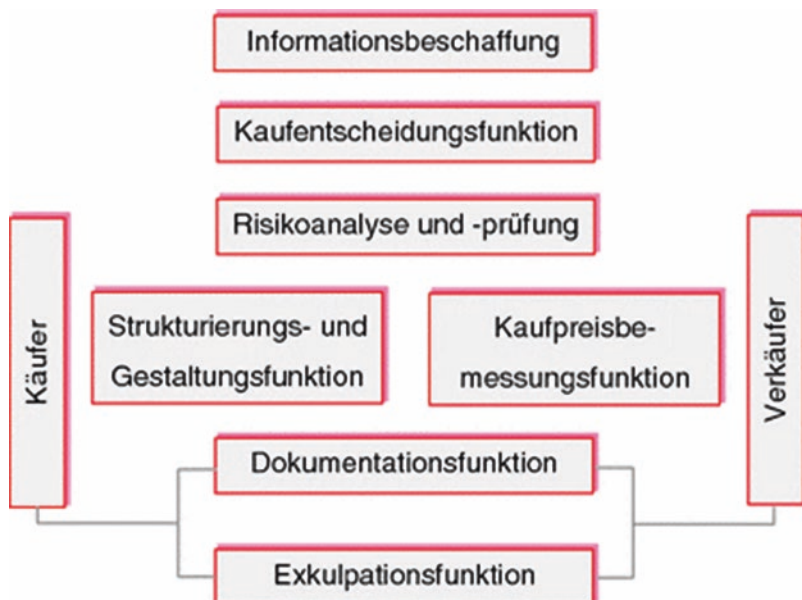 Informationsbeschaffung
Kaufentscheidungsfunktion
Risikoanalyse und -prüfung
Käufer
Strukturierungs- und
Gestaltungsfunktion
Kaufpreisbe-
messungsfunktion
Verkäufer
Dokumentationsfunktion
Exkulpationsfunktion